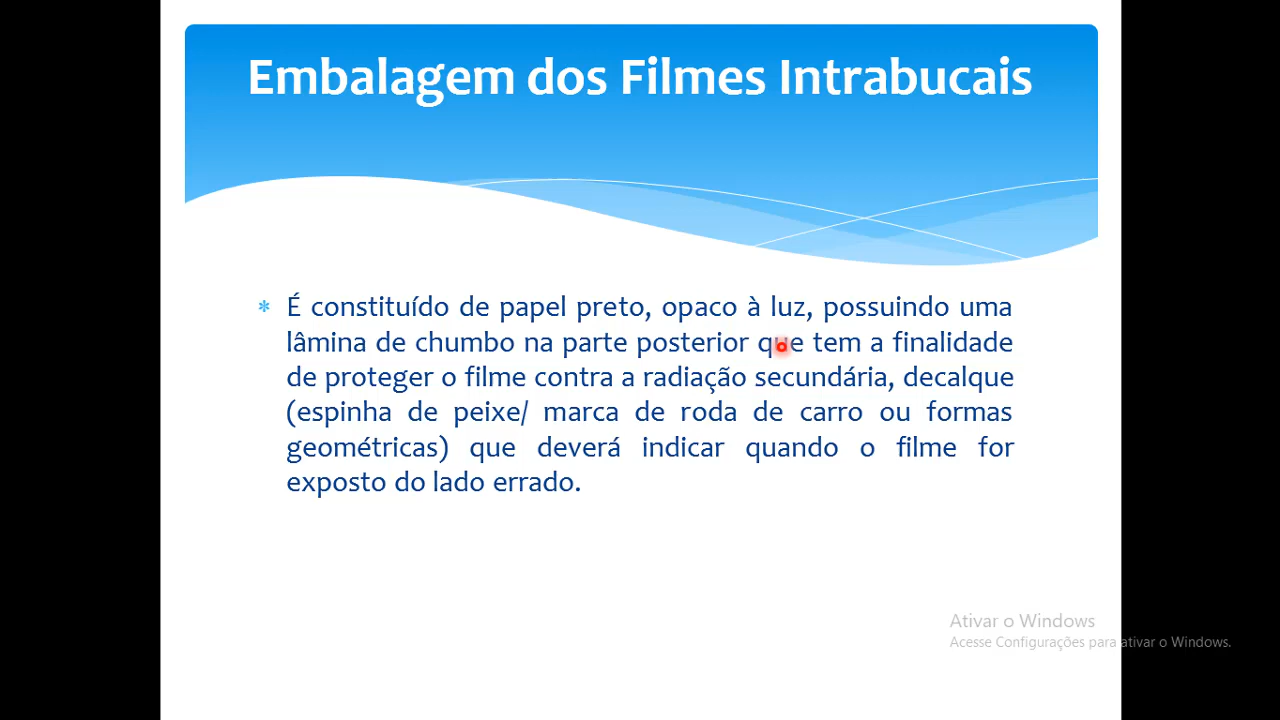 Embalagem dos Filmes Intrabucais
* É constituído de papel preto, opaco à luz, possuindo uma
lâmina de chumbo na parte posterior que tem a finalidade
de proteger o filme contra a radiação secundária, decalque
(espinha de peixe/ marca de roda de carro ou formas
geométricas) que deverá indicar quando o filme for
exposto do lado errado.
Ativar o Windows
Acesse Configurações para ativar o Windows.